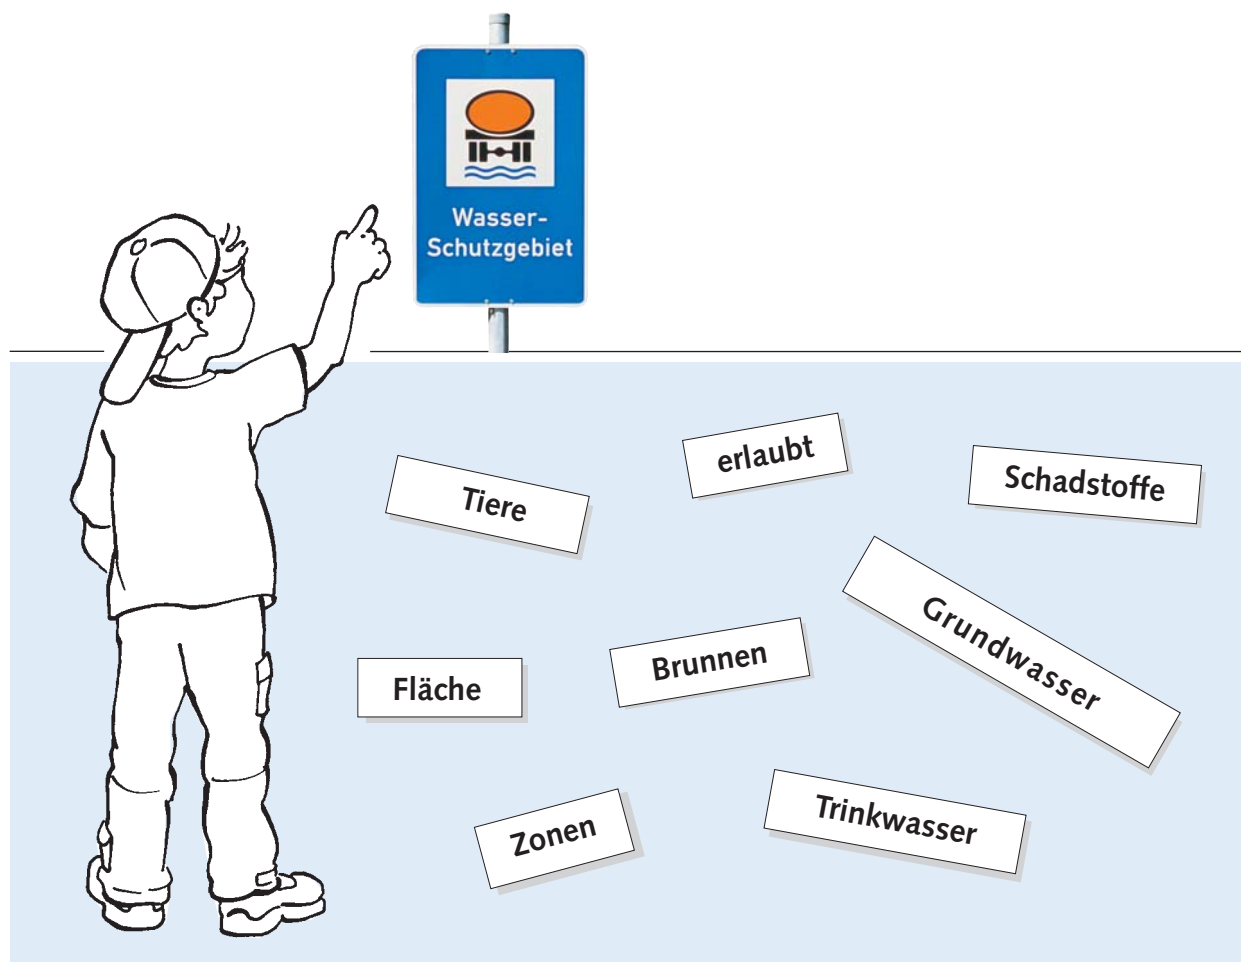 Wasser-
Schutzgebiet
erlaubt
Tiere
Schadstoffe
Grundwasser
Brunnen
Fläche
Zonen
Trinkwasser